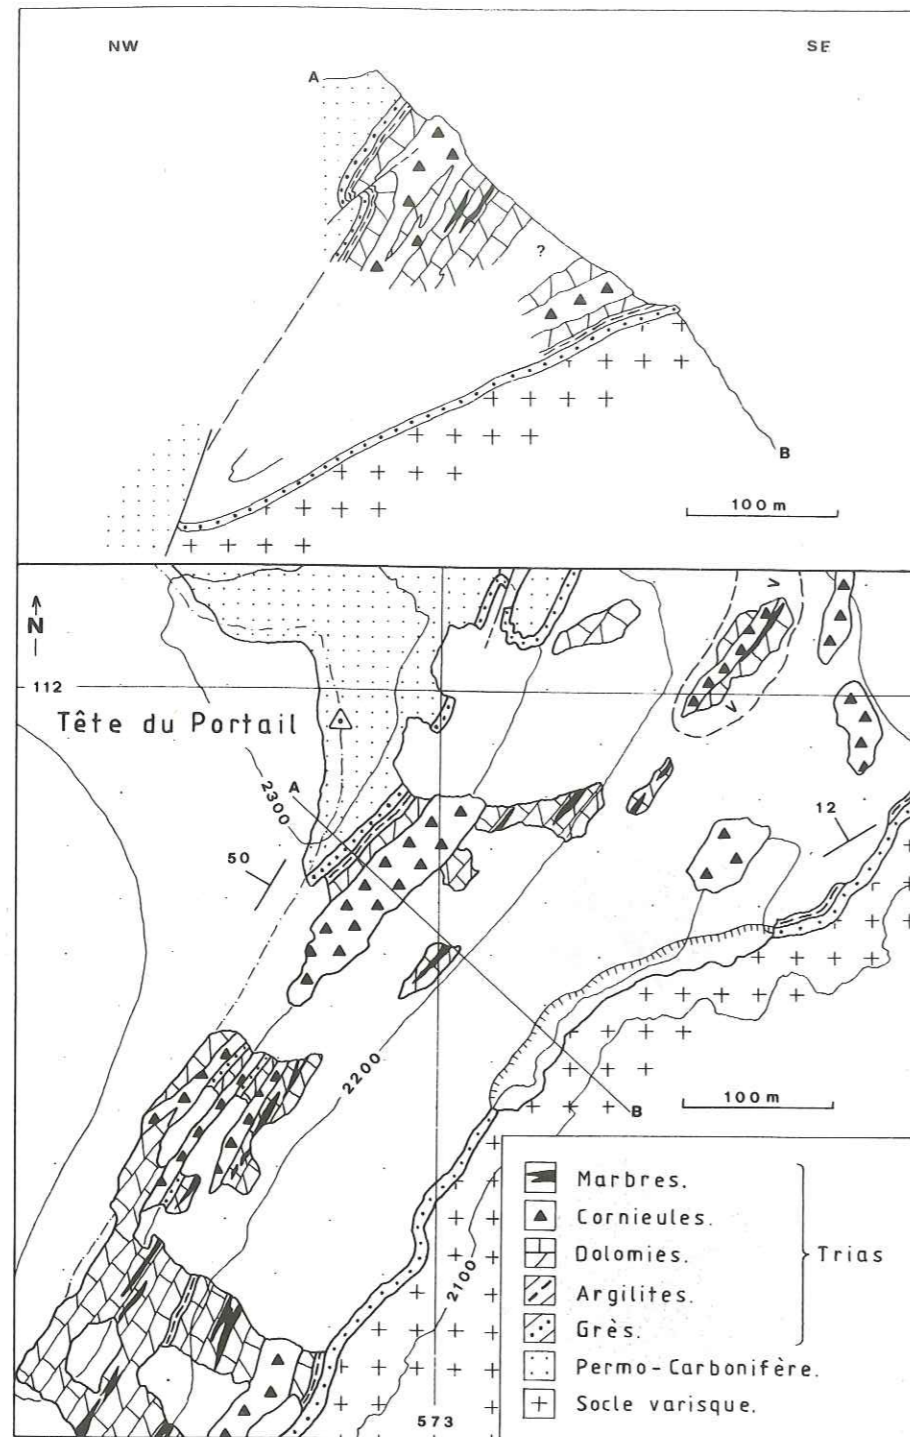 NW
SE
A
?
B
100 m
N
112
Tête du Portail
A
2300
50
12
2200
B
100 m
2100
573
Marbres.
Cornieules.
Dolomies.
Argilites.
Grès.
Trias
Permo-Carbonifère.
Socle varisque.